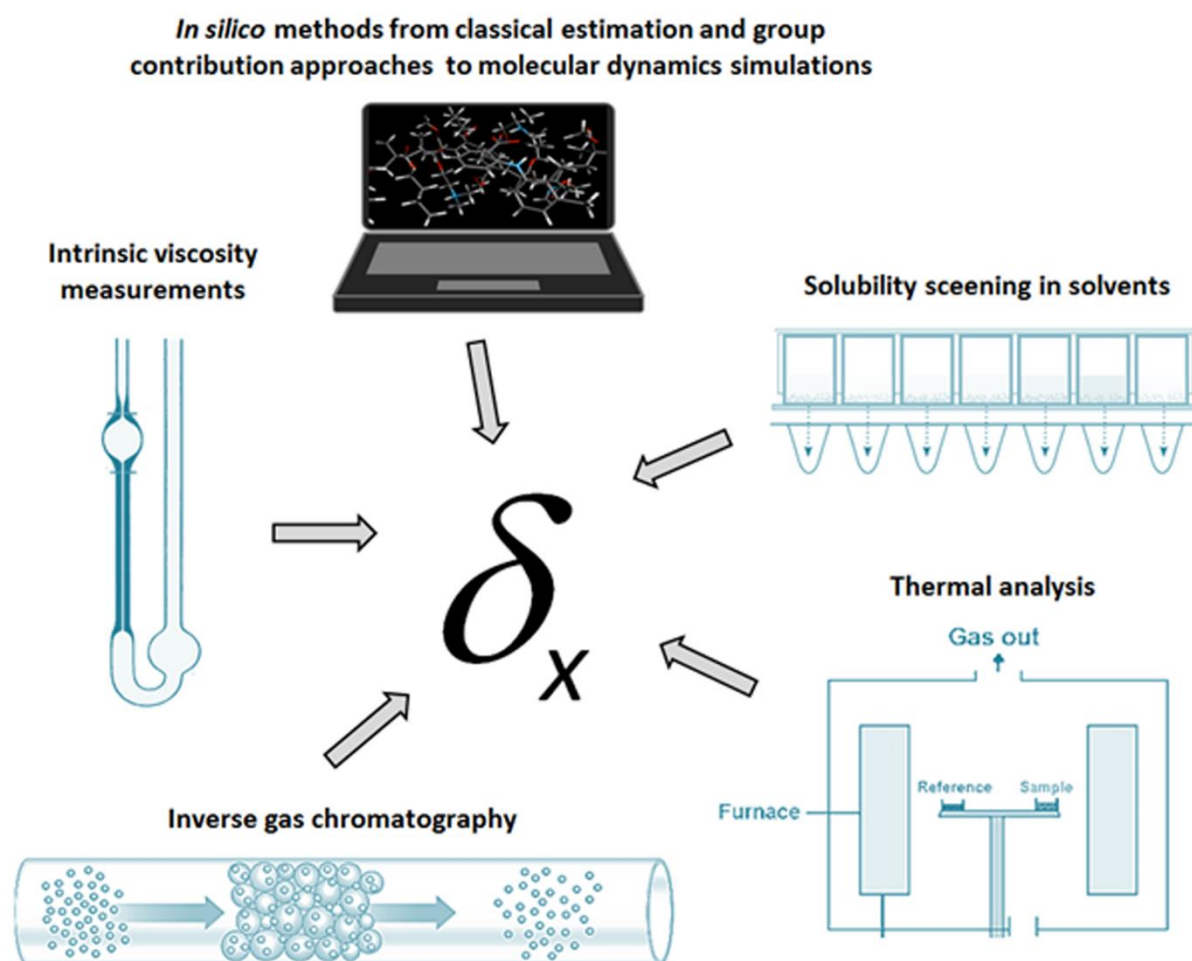 In silico methods from classical estimation and group
contribution approaches to molecular dynamics simulations
Intrinsic viscosity
measurements
Solubility sceening in solvents
δx
Thermal analysis
Gas out
Reference
Sample
Furnace
Inverse gas chromatography